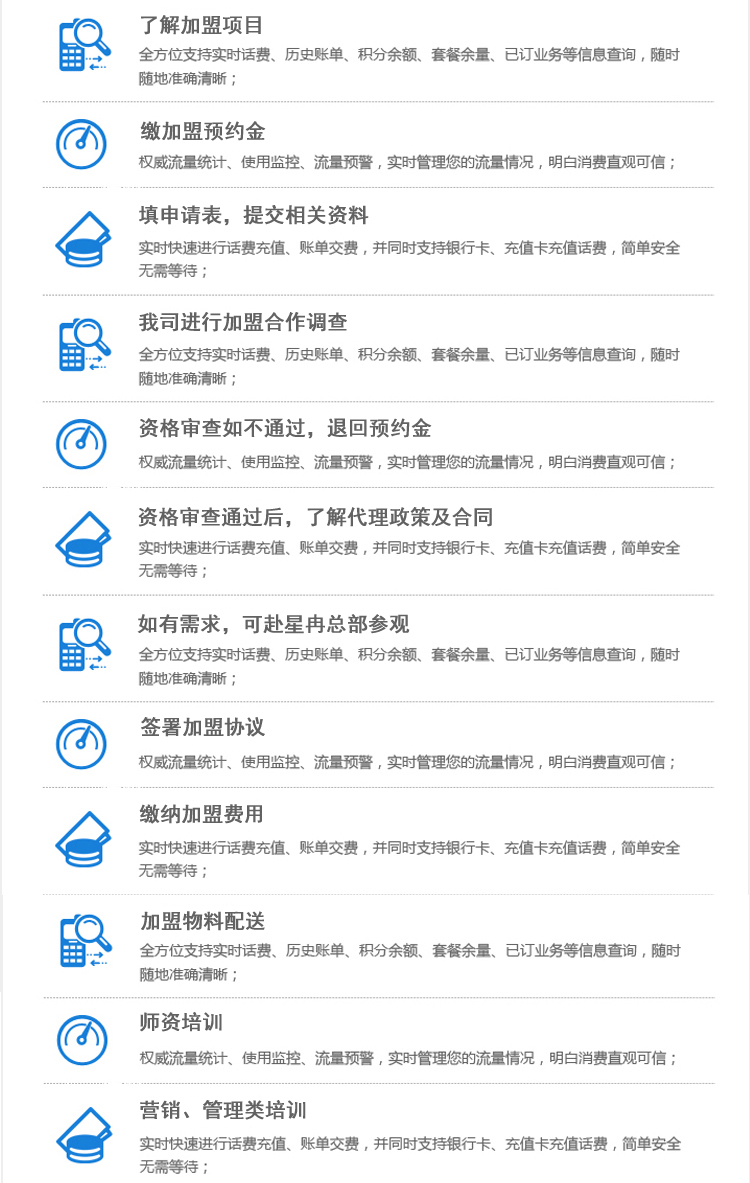 了解加盟项目
全方位支持实时话费、历史账单、积分余额、套餐余量、已订业务等信息查询，随时
随地准确清晰；
缴加盟预约金
权威流量统计、使用监控、流量预警，实时管理您的流量情况，明白消费直观可信；
填申请表，提交相关资料
实时快速进行话费充值、账单交费，并同时支持银行卡、充值卡充值话费，简单安全
无需等待；
我司进行加盟合作调查
全方位支持实时话费、历史账单、积分余额、套餐余量、已订业务等信息查询，随时
随地准确清晰；
资格审查如不通过，退回预约金
权威流量统计、使用监控、流量预警，实时管理您的流量情况，明白消费直观可信；
资格审查通过后，了解代理政策及合同
实时快速进行话费充值、账单交费，并同时支持银行卡、充值卡充值话费，简单安全
无需等待；
如有需求，可赴星冉总部参观
全方位支持实时话费、历史账单、积分余额、套餐余量、已订业务等信息查询，随时
随地准确清晰；
签署加盟协议
权威流量统计、使用监控、流量预警，实时管理您的流量情况，明白消费直观可信；
缴纳加盟费用
实时快速进行话费充值、账单交费，并同时支持银行卡、充值卡充值话费，简单安全
无需等待；
加盟物料配送
全方位支持实时话费、历史账单、积分余额、套餐余量、已订业务等信息查询，随时
随地准确清晰；
师资培训
权威流量统计、使用监控、流量预警，实时管理您的流量情况，明白消费直观可信；
营销、管理类培训
实时快速进行话费充值、账单交费，并同时支持银行卡、充值卡充值话费，简单安全
无需等待；